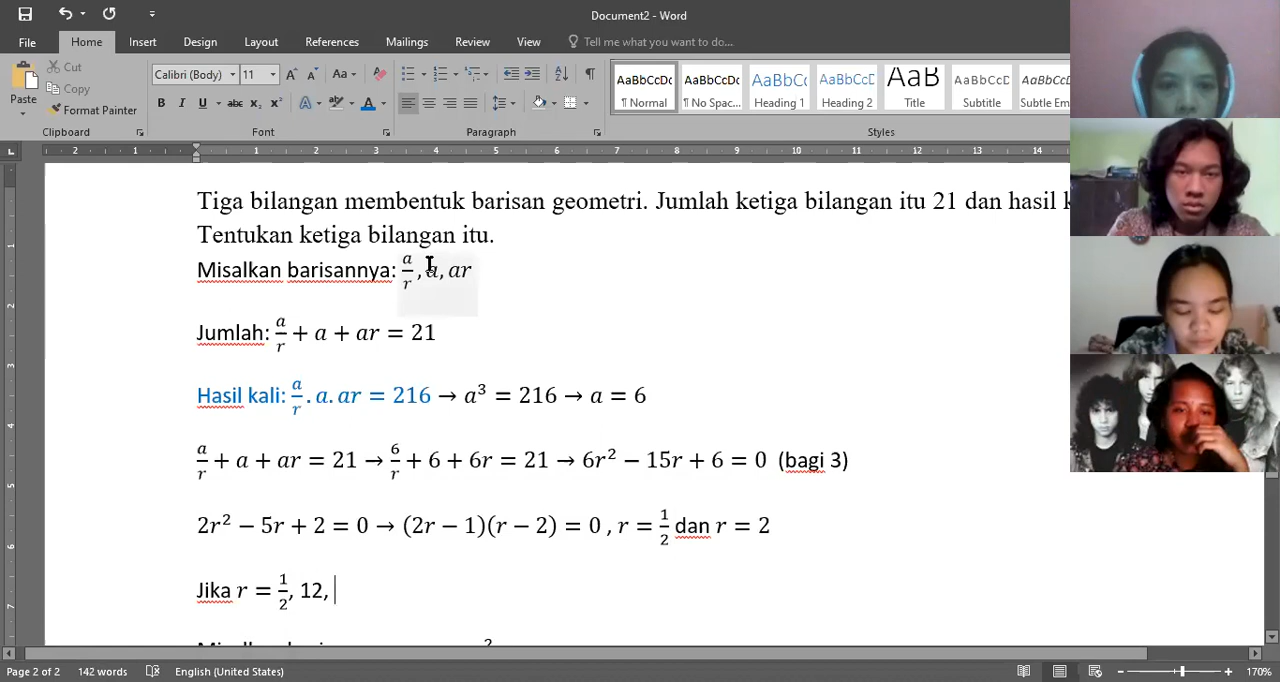 Document2 - Word
File Home Insert Design Layout References Mailings Review View Tell me what you want to do...
Paste
Cut
Copy
Format Painter
Clipboard
Calibri (Body) 11
Font
Paragraph
AaBbCcDc AaBbCcDc AaBbCc AaBbCcD AaB AaBbCcD AaBbCcD
¶ Normal ¶ No Spac... Heading 1 Heading 2 Title Subtitle Subtle Em
Styles
Tiga bilangan membentuk barisan geometri. Jumlah ketiga bilangan itu 21 dan hasil k
Tentukan ketiga bilangan itu.
Misalkan barisannya: a/r, a, ar
Jumlah: a/r + a + ar = 21
Hasil kali: a/r . a. ar = 216 → a³ = 216 → a = 6
a/r + a + ar = 21 → 6/r + 6 + 6r = 21 → 6r² − 15r + 6 = 0 (bagi 3)
2r² − 5r + 2 = 0 → (2r − 1)(r − 2) = 0 , r = 1/2 dan r = 2
Jika r = 1/2, 12,
Page 2 of 2 142 words English (United States) 170%